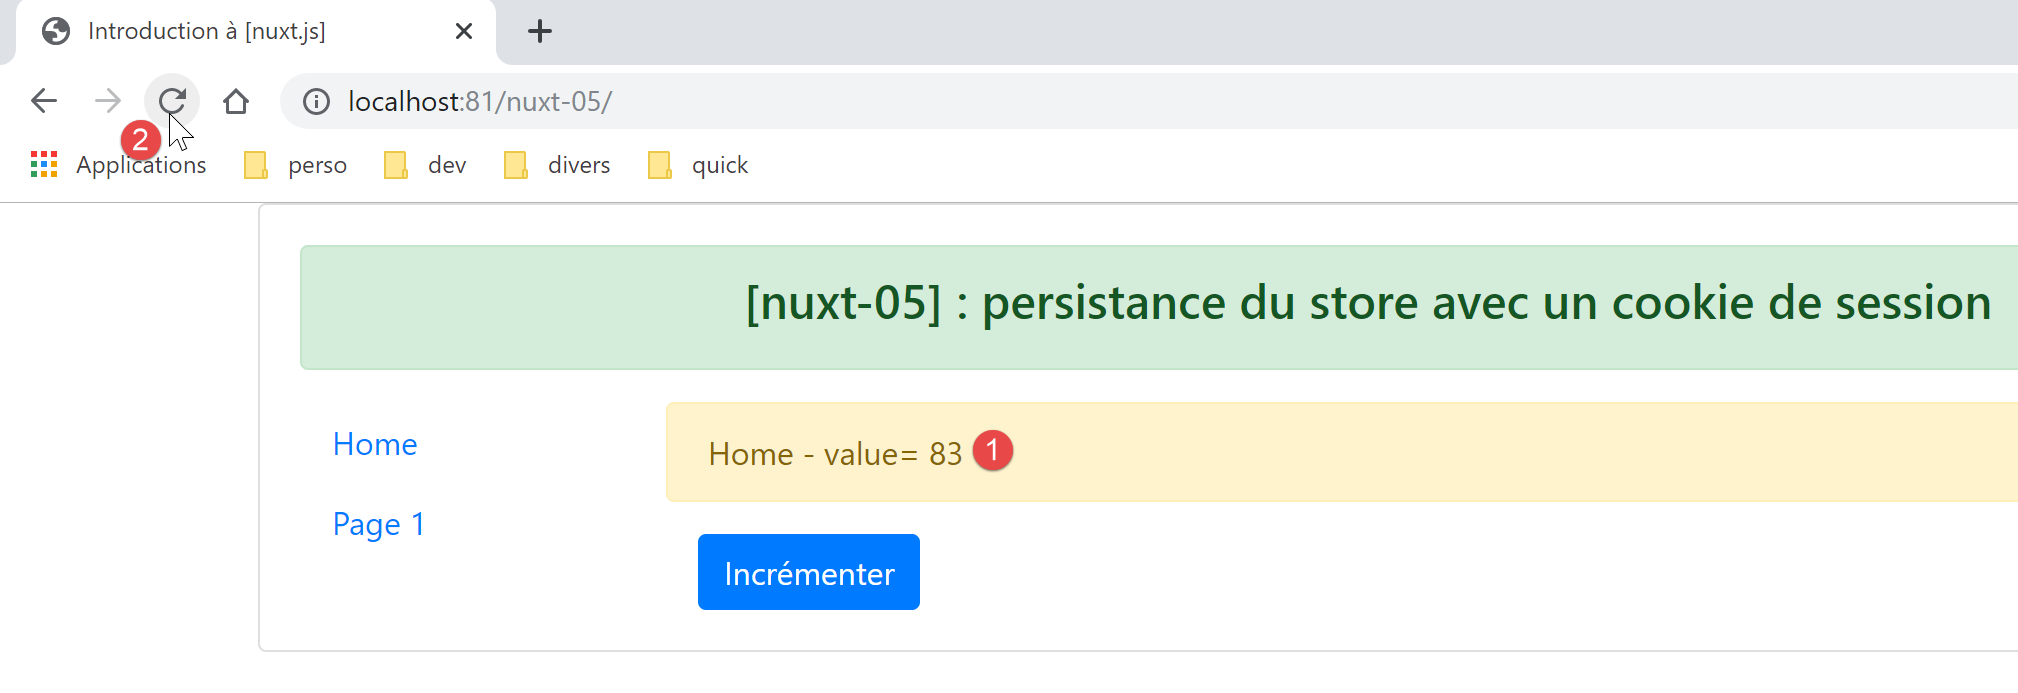 Introduction à [nuxt.js]
localhost:81/nuxt-05/
2
Applications perso dev divers quick
[nuxt-05] : persistance du store avec un cookie de session
Home
Home - value= 83 1
Page 1
Incrémenter